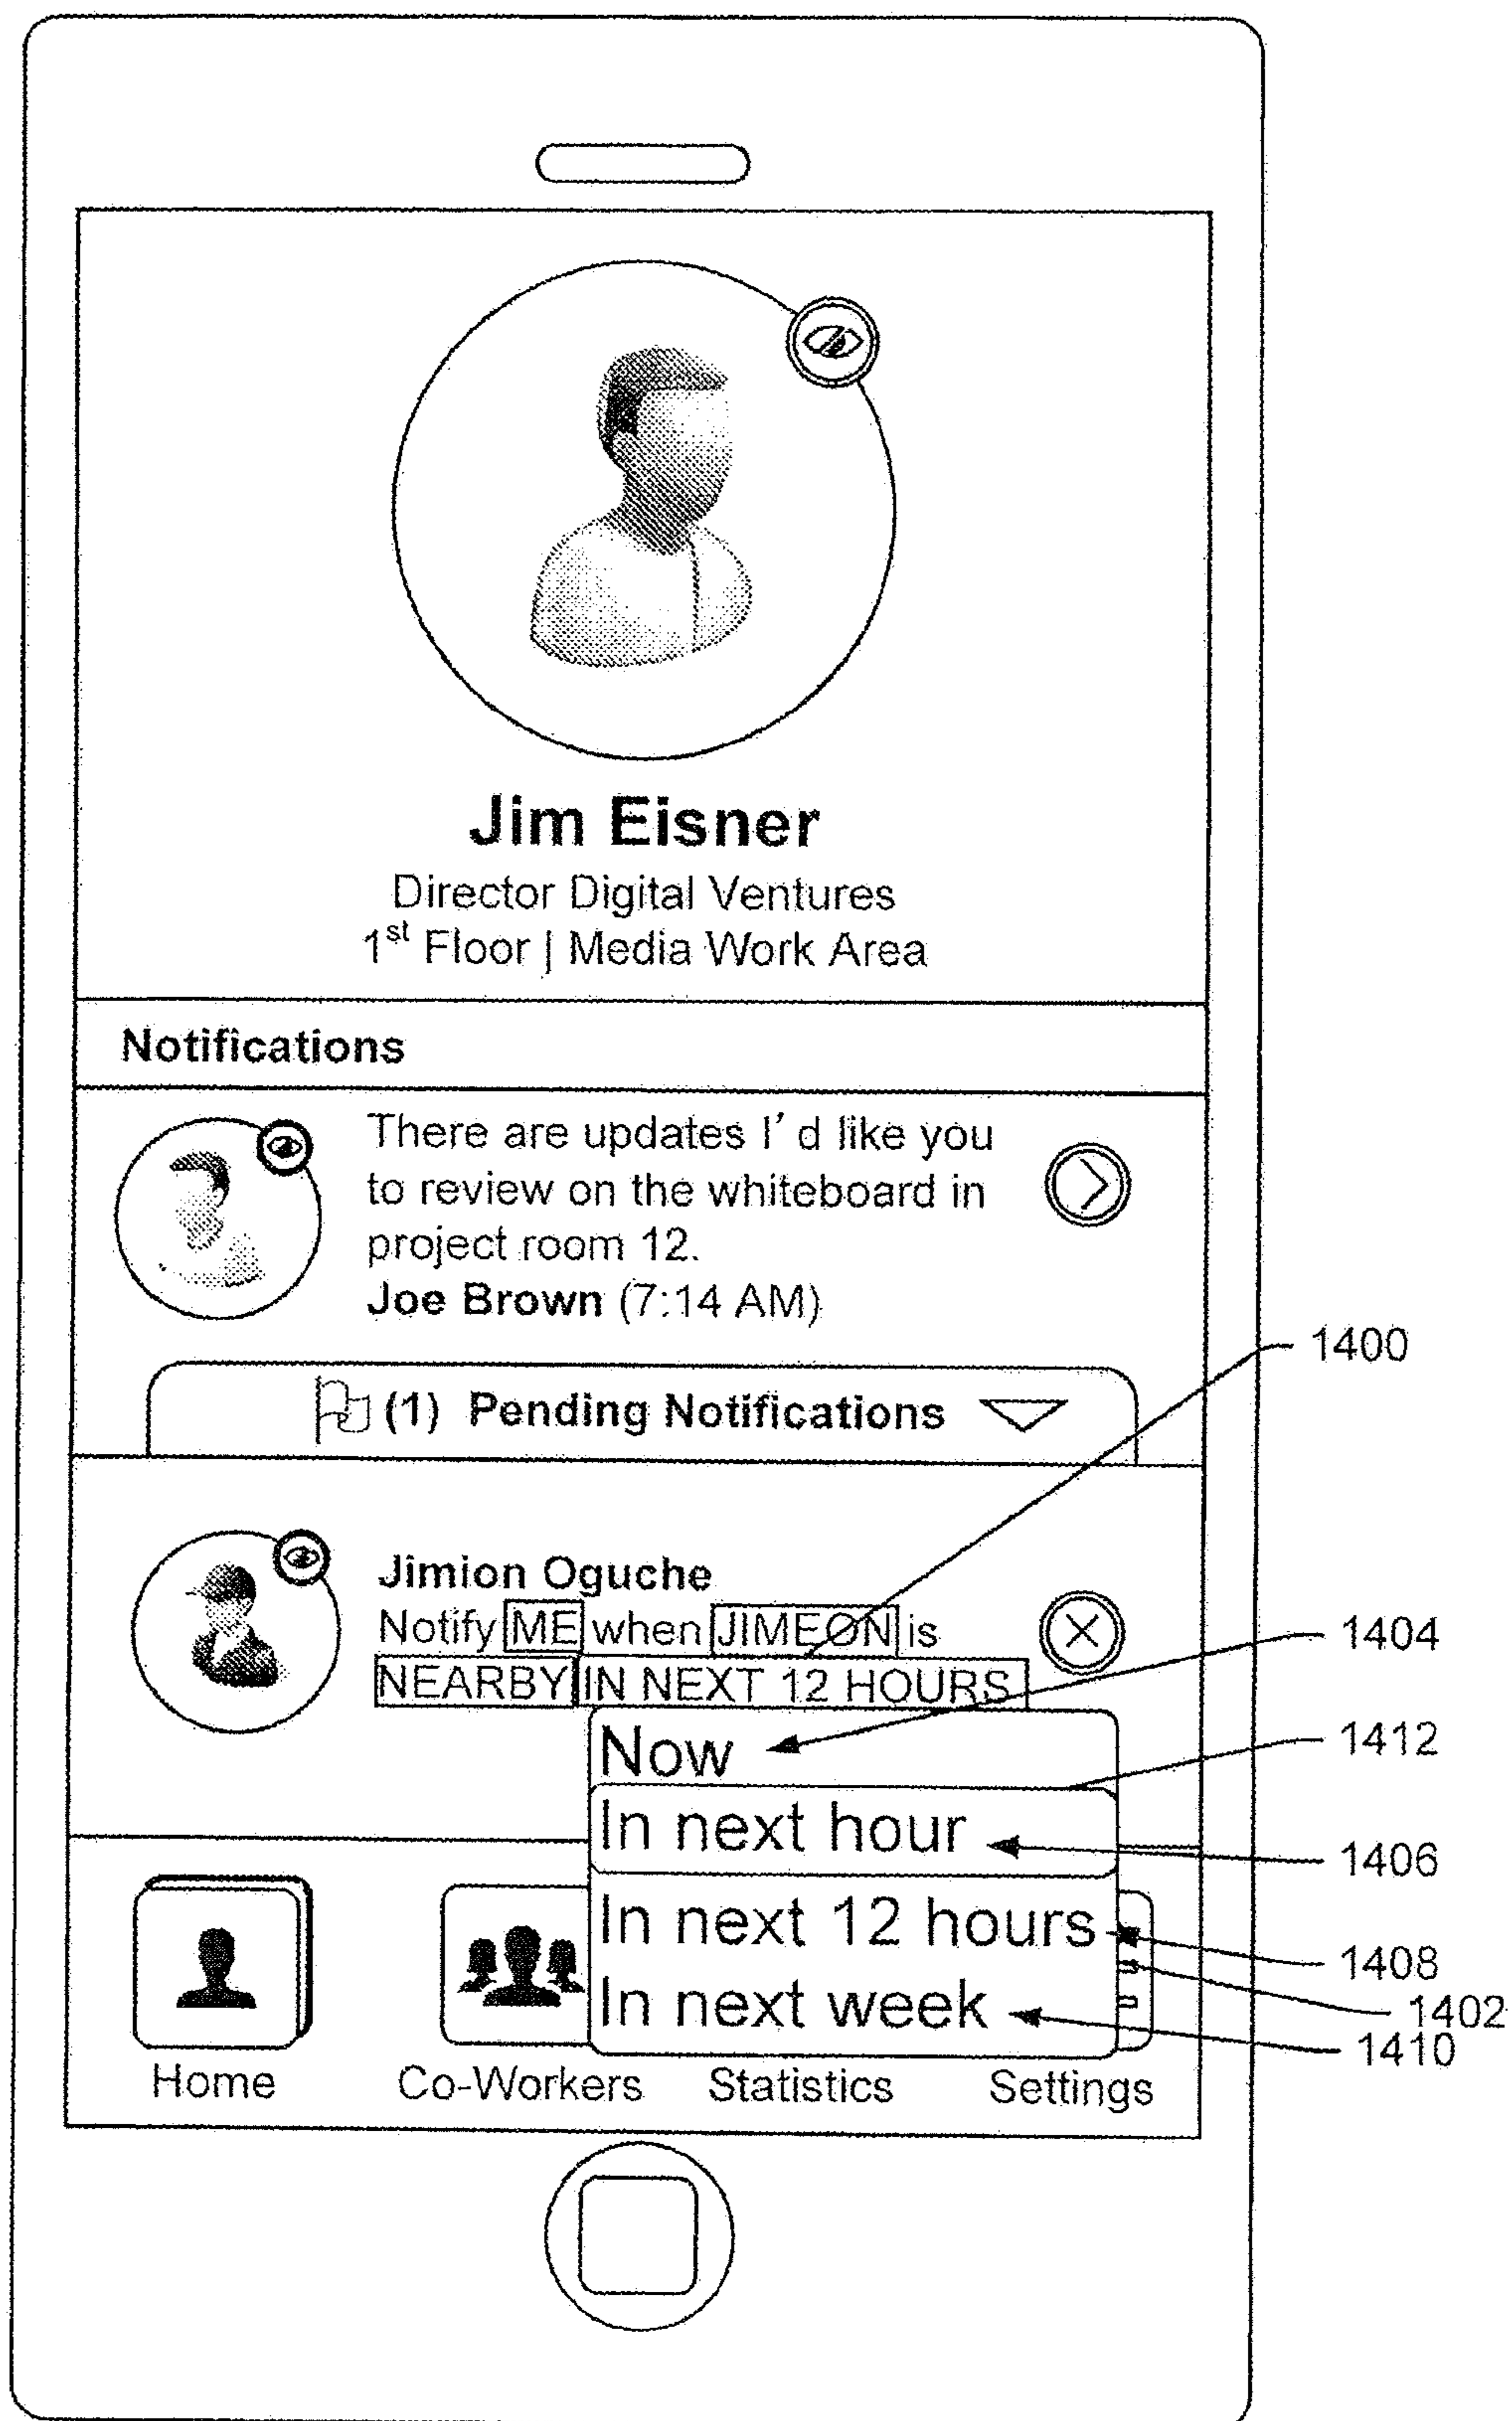 Jim Eisner
Director Digital Ventures
1st Floor | Media Work Area
Notifications
There are updates I' d like you
to review on the whiteboard in
project room 12.
Joe Brown (7:14 AM)
1400
(1) Pending Notifications
Jimion Oguche
Notify ME when JIMEON is
1404
NEARBY IN NEXT 12 HOURS
Now
1412
In next hour
1406
In next 12 hours
1408
In next week
1402
1410
Home Co-Workers Statistics Settings